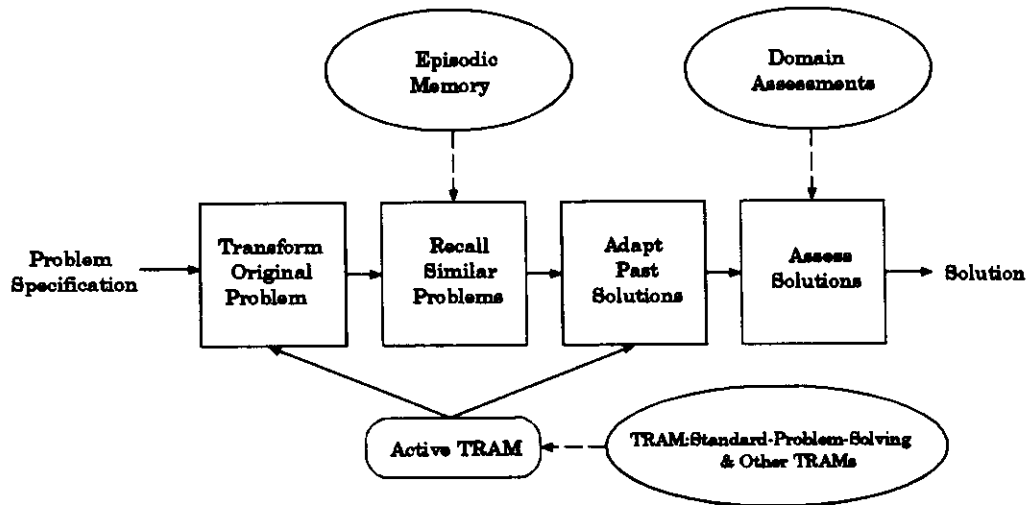 Episodic
Memory
Domain
Assessments
Problem
Specification
Transform
Original
Problem
Recall
Similar
Problems
Adapt
Past
Solutions
Assess
Solutions
Solution
Active TRAM
TRAM:Standard-Problem-Solving
& Other TRAMs